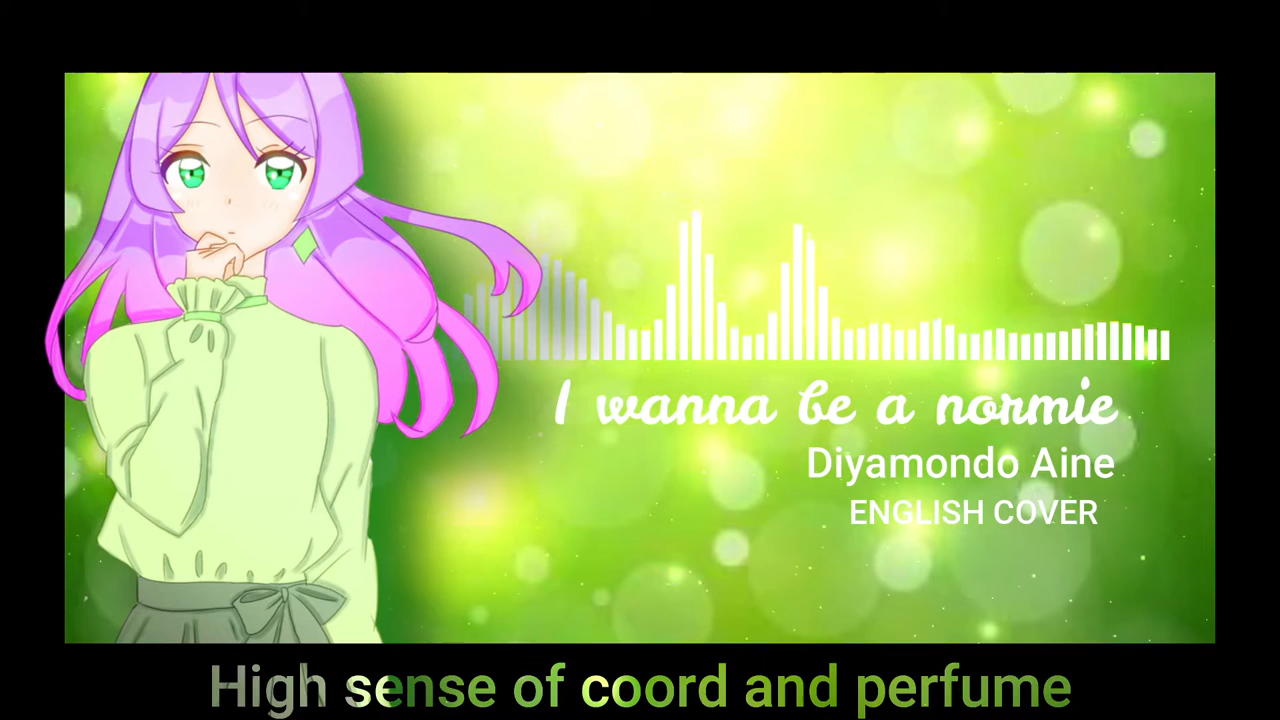 I wanna be a normie
Diyamondo Aine
ENGLISH COVER
High sense of coord and perfume